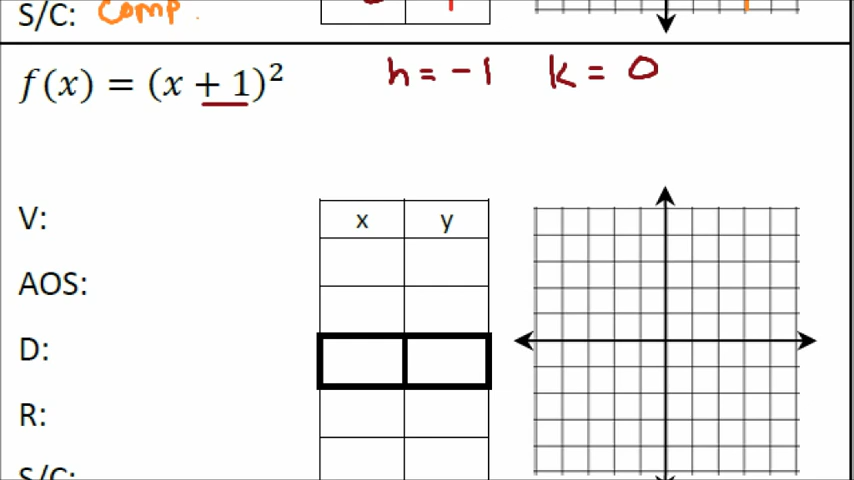 S/C: Comp.
f(x) = (x + 1)² h = -1 k = 0
V:
x y
AOS:
D:
R:
S/C: